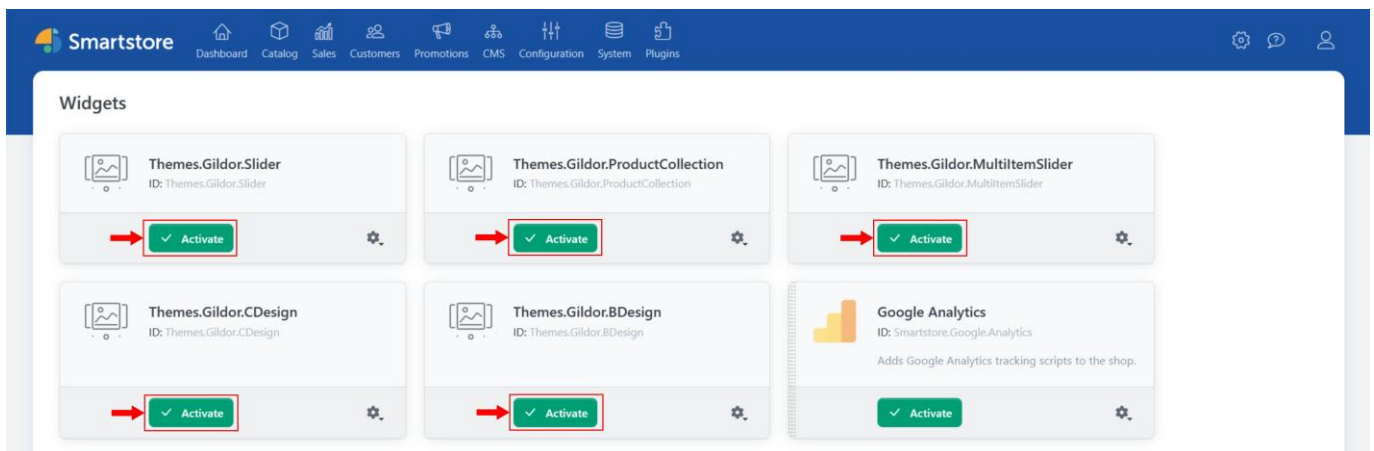 Smartstore
Dashboard Catalog Sales Customers Promotions CMS Configuration System Plugins
Widgets
Themes.Gildor.Slider
ID: Themes.Gildor.Slider
Activate
Themes.Gildor.ProductCollection
ID: Themes.Gildor.ProductCollection
Activate
Themes.Gildor.MultiItemSlider
ID: Themes.Gildor.MultiItemSlider
Activate
Themes.Gildor.CDesign
ID: Themes.Gildor.CDesign
Activate
Themes.Gildor.BDesign
ID: Themes.Gildor.BDesign
Activate
Google Analytics
ID: Smartstore.Google.Analytics
Adds Google Analytics tracking scripts to the shop.
Activate